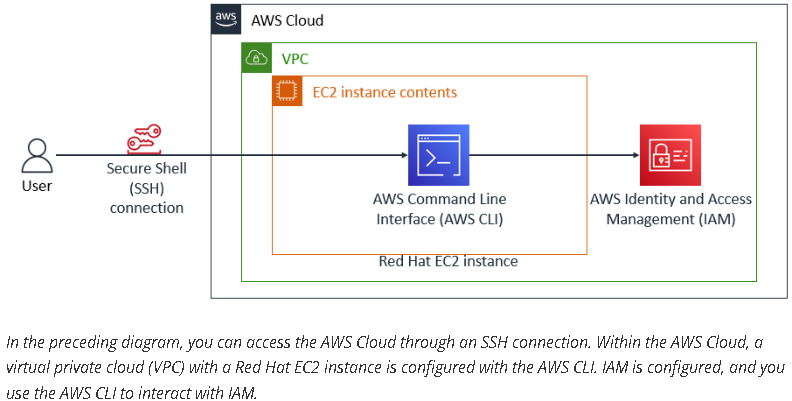 aws
AWS Cloud
VPC
EC2 instance contents
User
Secure Shell
(SSH)
connection
AWS Command Line
Interface (AWS CLI)
AWS Identity and Access
Management (IAM)
Red Hat EC2 instance
In the preceding diagram, you can access the AWS Cloud through an SSH connection. Within the AWS Cloud, a
virtual private cloud (VPC) with a Red Hat EC2 instance is configured with the AWS CLI. IAM is configured, and you
use the AWS CLI to interact with IAM.